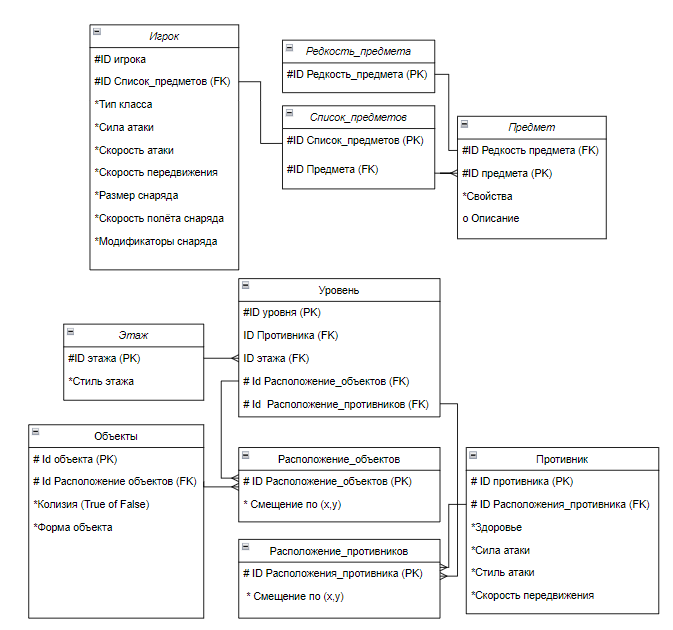 Игрок
#ID игрока
#ID Список_предметов (FK)
*Тип класса
*Сила атаки
*Скорость атаки
*Скорость передвижения
*Размер снаряда
*Скорость полёта снаряда
*Модификаторы снаряда
Редкость_предмета
#ID Редкость_предмета (PK)
Список_предметов
#ID Список_предметов (PK)
#ID Предмета (FK)
Предмет
#ID Редкость предмета (FK)
#ID предмета (PK)
*Свойства
о Описание
Уровень
#ID уровня (PK)
ID Противника (FK)
ID этажа (FK)
# Id Расположение_объектов (FK)
# Id Расположение_противников (FK)
Этаж
#ID этажа (PK)
*Стиль этажа
Объекты
# Id объекта (PK)
# Id Расположение объектов (FK)
*Колизия (True of False)
*Форма объекта
Расположение_объектов
# ID Расположение_объектов (PK)
* Смещение по (x,y)
Расположение_противников
# ID Расположения_противника (PK)
* Смещение по (x,y)
Противник
# ID противника (PK)
# ID Расположения_противника (FK)
*Здоровье
*Сила атаки
*Стиль атаки
*Скорость передвижения